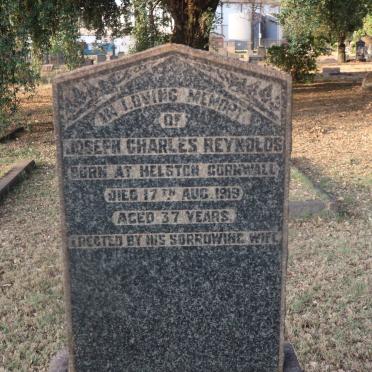 IN LOVING MEMORY
OF
JOSEPH CHARLES REYNOLDS
BORN AT HELSTON CORNWALL
DIED 17TH AUG. 1919
AGED 37 YEARS.
ERECTED BY HIS SORROWING WIFE